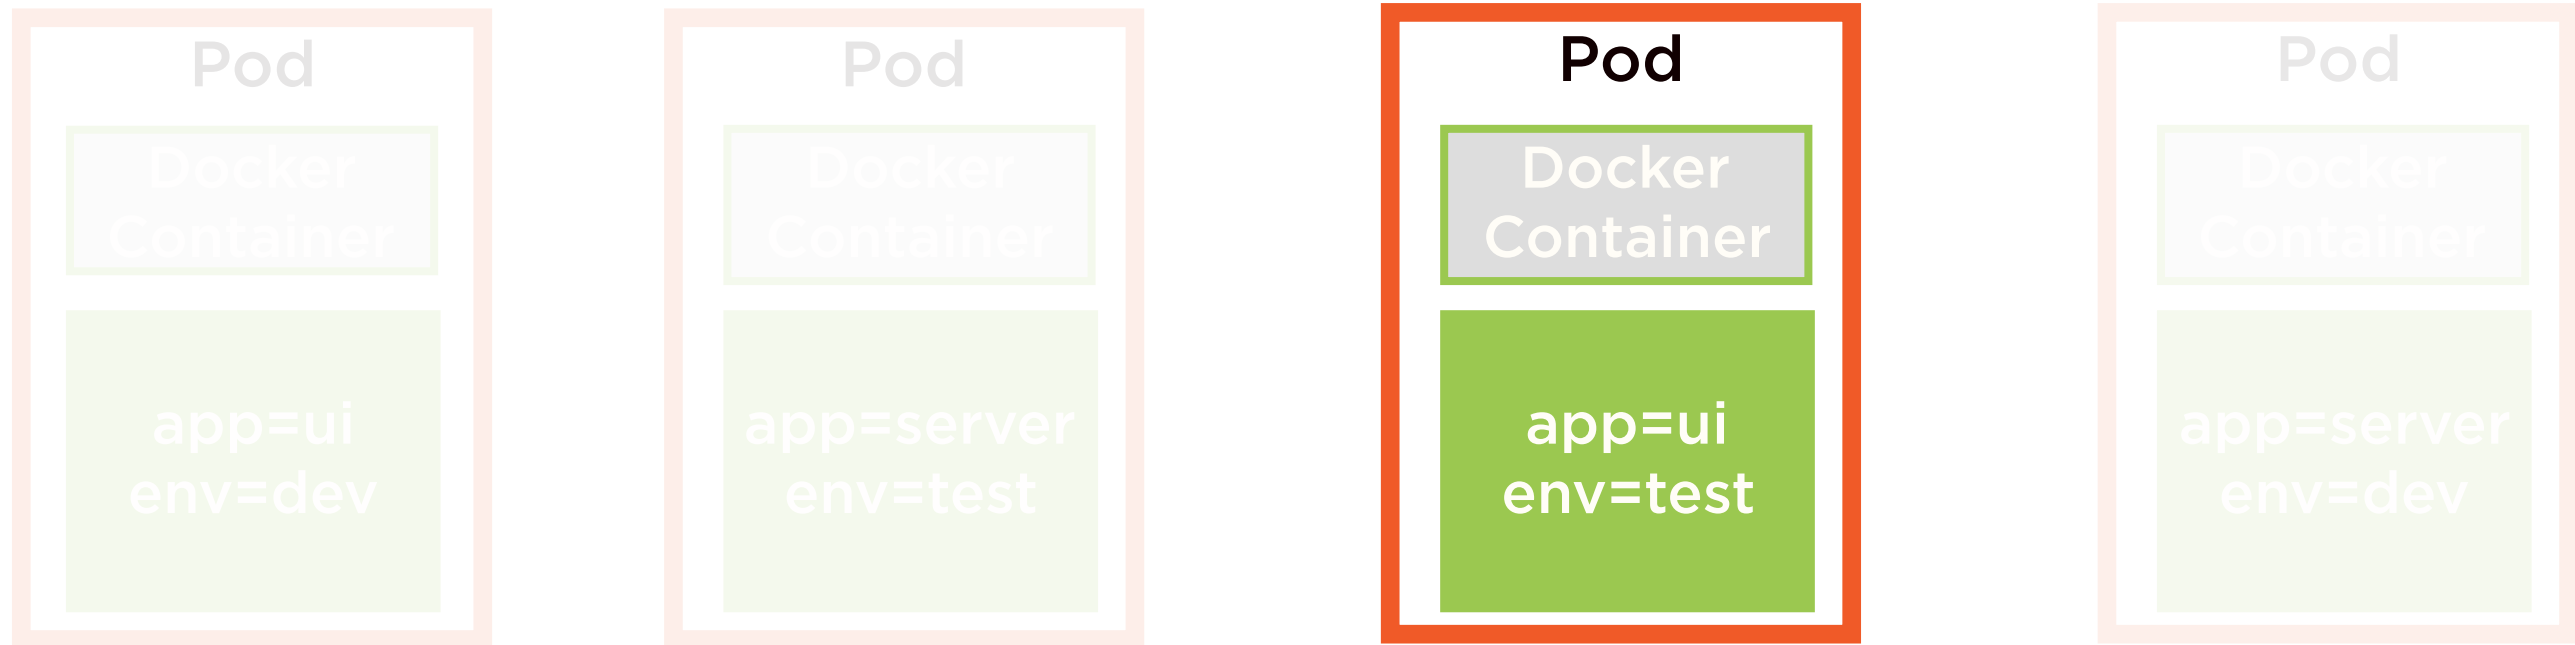 Pod
Docker
Container
app=ui
env=dev
Pod
Docker
Container
app=server
env=test
Pod
Docker
Container
app=ui
env=test
Pod
Docker
Container
app=server
env=dev